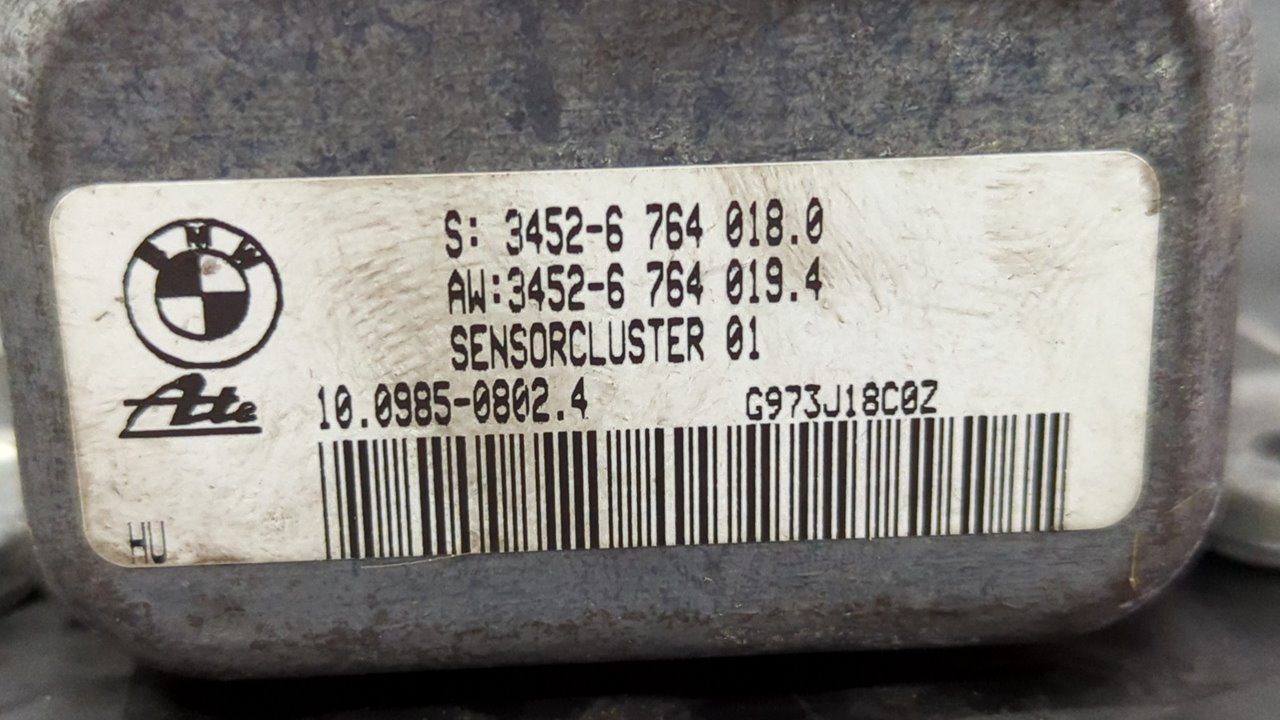 BMW
S: 3452-6 764 018.0
AW:3452-6 764 019.4
SENSORCLUSTER 01
Ate
10.0985-0802.4 G973J18C0Z
HU